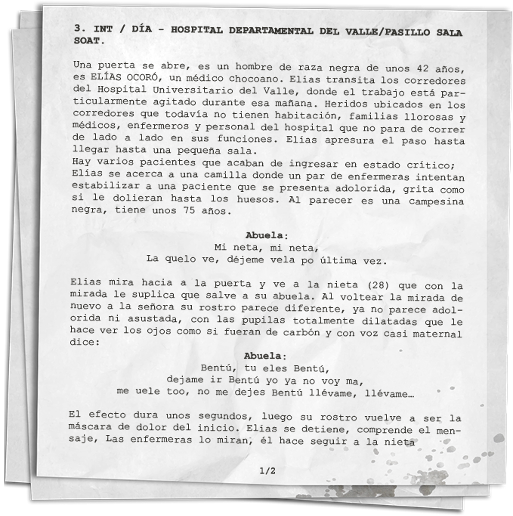 3. INT / DÍA – HOSPITAL DEPARTAMENTAL DEL VALLE/PASILLO SALA
SOAT.
Una puerta se abre, es un hombre de raza negra de unos 42 años,
es ELÍAS OCORÓ, un médico chocoano. Elias transita los corredores
del Hospital Universitario del Valle, donde el trabajo está par-
ticularmente agitado durante esa mañana. Heridos ubicados en los
corredores que todavía no tienen habitación, familias llorosas y
médicos, enfermeros y personal del hospital que no para de correr
de lado a lado en sus funciones. Elias apresura el paso hasta
llegar hasta una pequeña sala.
Hay varios pacientes que acaban de ingresar en estado critico;
Elías se acerca a una camilla donde un par de enfermeras intentan
estabilizar a una paciente que se presenta adolorida, grita como
si le dolieran hasta los huesos. Al parecer es una campesina
negra, tiene unos 75 años.
Abuela:
Mi neta, mi neta,
La quelo ve, déjeme vela po última vez.
Elías mira hacia a la puerta y ve a la nieta (28) que con la
mirada le suplica que salve a su abuela. Al voltear la mirada de
nuevo a la señora su rostro parece diferente, ya no parece adol-
orida ni asustada, con las pupilas totalmente dilatadas que le
hace ver los ojos como si fueran de carbón y con voz casi maternal
dice:
Abuela:
Bentú, tu eles Bentú,
dejame ir Bentú yo ya no voy ma,
me uele too, no me dejes Bentú llévame, llévame…
El efecto dura unos segundos, luego su rostro vuelve a ser la
máscara de dolor del inicio. Elias se detiene, comprende el men-
saje, Las enfermeras lo miran, él hace seguir a la nieta
1/2